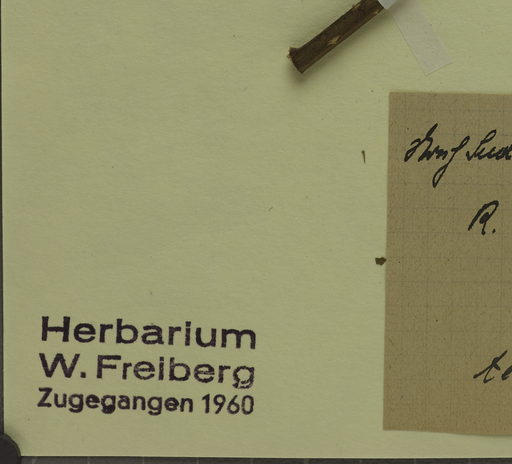 R.
Herbarium
W. Freiberg
Zugegangen 1960